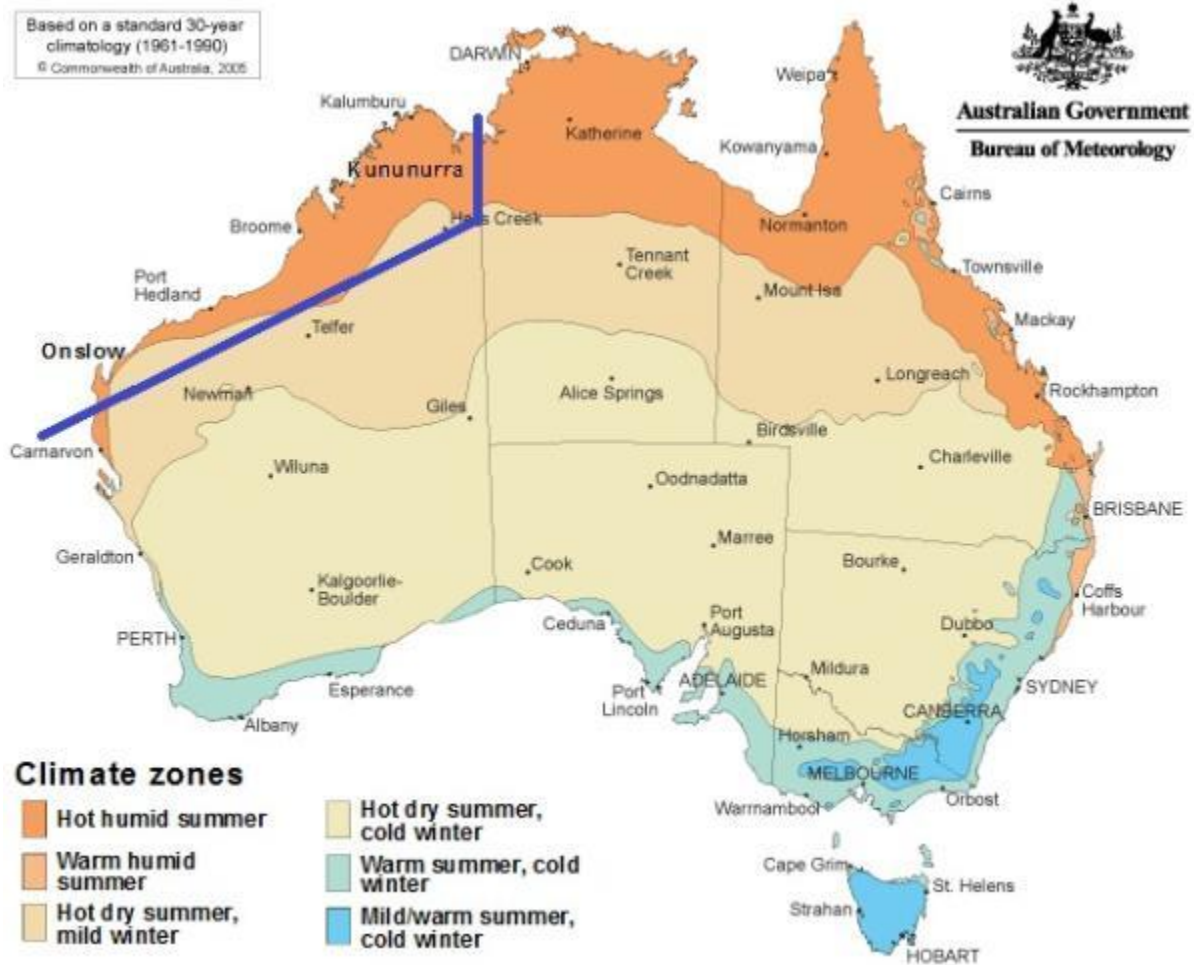 Based on a standard 30-year
climatology (1961-1990)
© Commonwealth of Australia, 2005
Australian Government
Bureau of Meteorology
DARWIN
Weipa
Kalumburu
Katherine
Kowanyama
Kununurra
Cairns
Halls Creek
Normanton
Broome
Tennant
Creek
Townsville
Port
Hedland
Mount Isa
Mackay
Telfer
Onslow
Longreach
Newman
Alice Springs
Rockhampton
Giles
Birdsville
Carnarvon
Charleville
Wiluna
Oodnadatta
BRISBANE
Marree
Geraldton
Cook
Bourke
Kalgoorlie-
Boulder
Coffs
Harbour
Port
Augusta
Ceduna
Dubbo
PERTH
Mildura
ADELAIDE
Esperance
Port
Lincoln
SYDNEY
CANBERRA
Albany
Horsham
MELBOURNE
Warrnambool
Orbost
Cape Grim
St. Helens
Strahan
HOBART
Climate zones
Hot humid summer
Warm humid
summer
Hot dry summer,
mild winter
Hot dry summer,
cold winter
Warm summer, cold
winter
Mild/warm summer,
cold winter